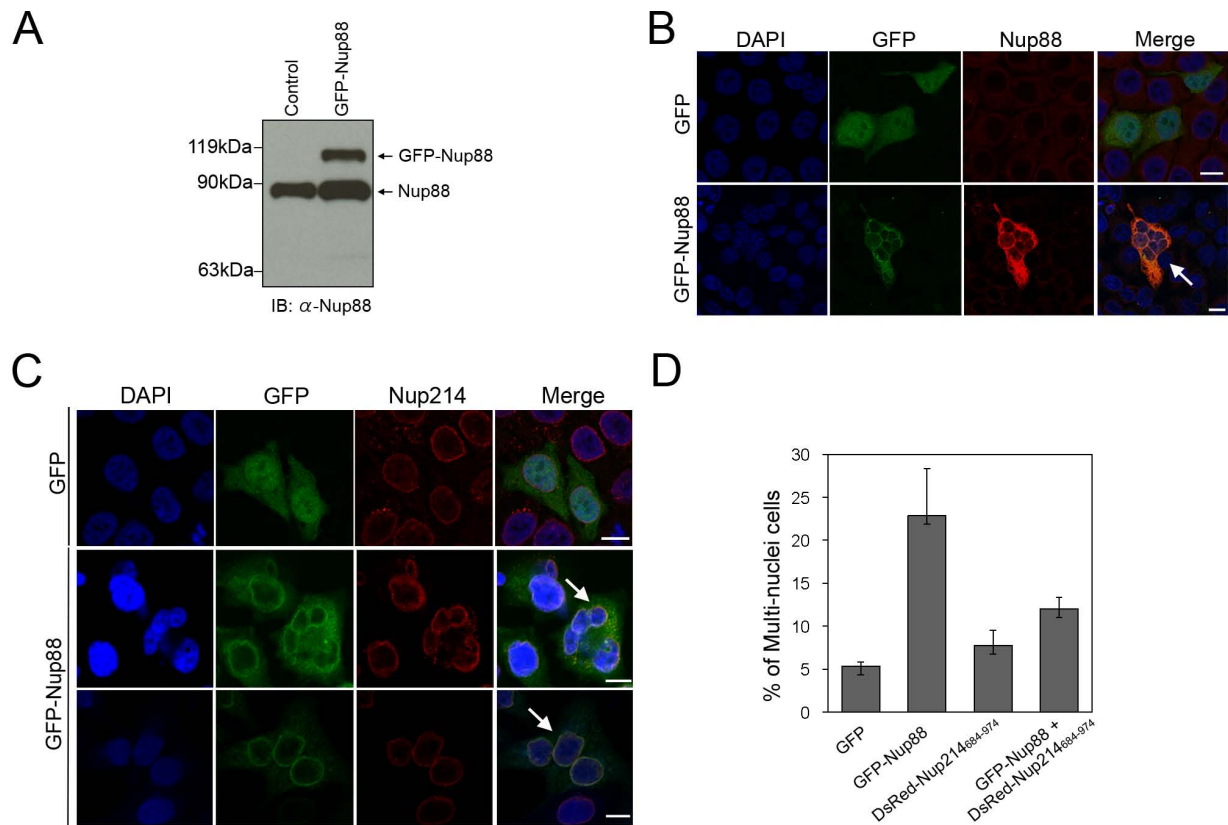 A
Control
GFP-Nup88
119kDa
90kDa
63kDa
GFP-Nup88
Nup88
IB: α-Nup88
B
DAPI GFP Nup88 Merge
GFP
GFP-Nup88
C
DAPI GFP Nup214 Merge
GFP
GFP-Nup88
D
% of Multi-nuclei cells
30
25
20
15
10
5
0
GFP
GFP-Nup88
DsRed-Nup214684-974
GFP-Nup88 +
DsRed-Nup214684-974